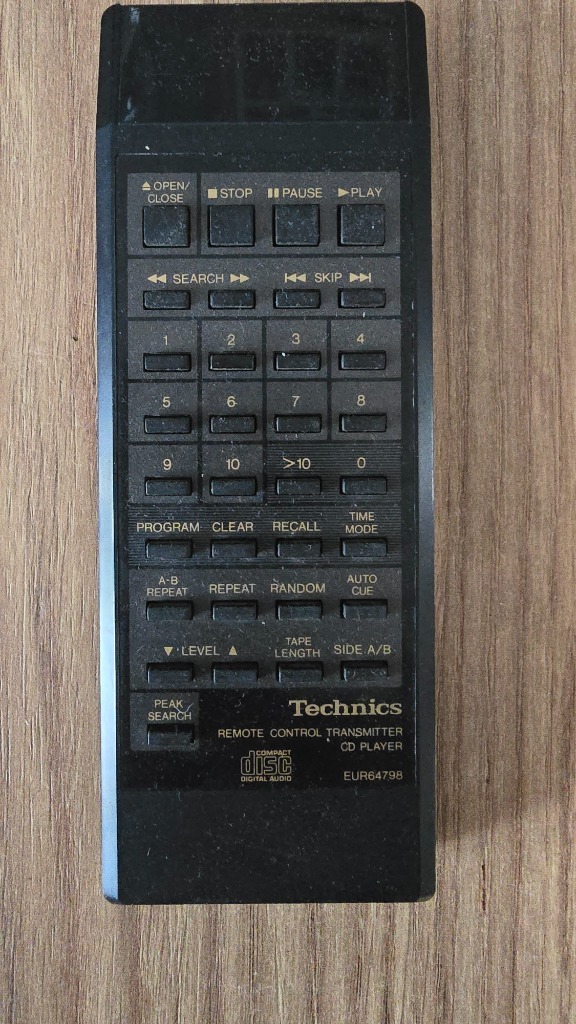 ⏏ OPEN/
CLOSE
■ STOP
❚❚ PAUSE
▶ PLAY
◀◀ SEARCH ▶▶
⏮ SKIP ⏭
1 2 3 4
5 6 7 8
9 10 >10 0
PROGRAM CLEAR RECALL TIME
MODE
A-B
REPEAT
REPEAT RANDOM AUTO
CUE
▼ LEVEL ▲
TAPE
LENGTH
SIDE A/B
PEAK
SEARCH
Technics
REMOTE CONTROL TRANSMITTER
CD PLAYER
COMPACT
disc
DIGITAL AUDIO
EUR64798